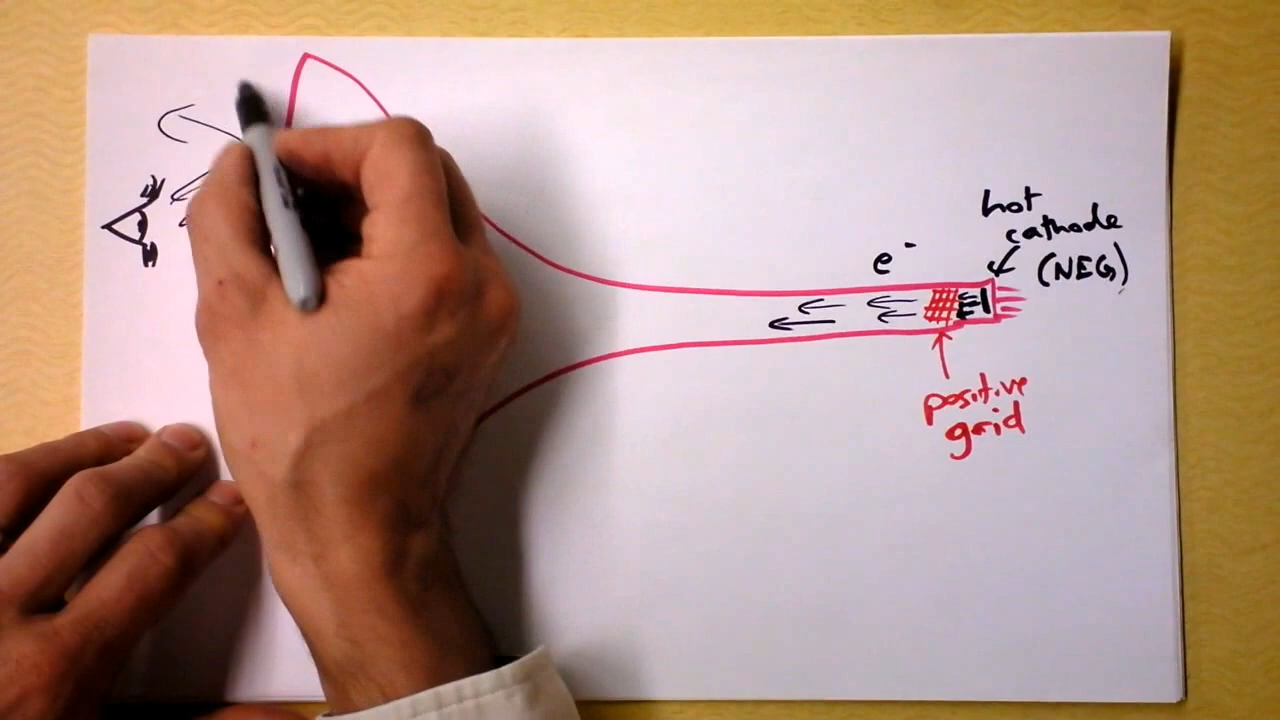 hot
cathode
(NEG)
e⁻
positive
grid